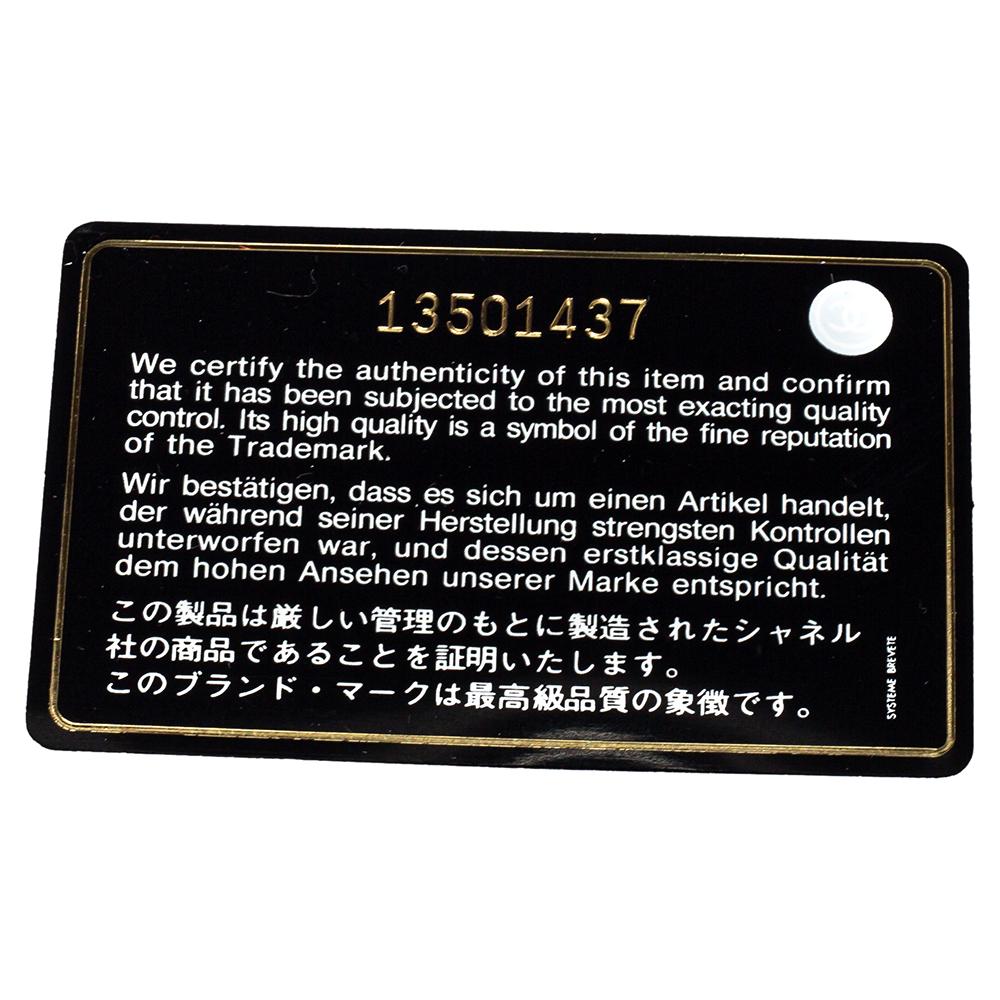 13501437
We certify the authenticity of this item and confirm
that it has been subjected to the most exacting quality
control. Its high quality is a symbol of the fine reputation
of the Trademark.
Wir bestätigen, dass es sich um einen Artikel handelt,
der während seiner Herstellung strengsten Kontrollen
unterworfen war, und dessen erstklassige Qualität
dem hohen Ansehen unserer Marke entspricht.
この製品は厳しい管理のもとに製造されたシャネル
社の商品であることを証明いたします。
このブランド・マークは最高級品質の象徴です。
SYSTEME BREVETE